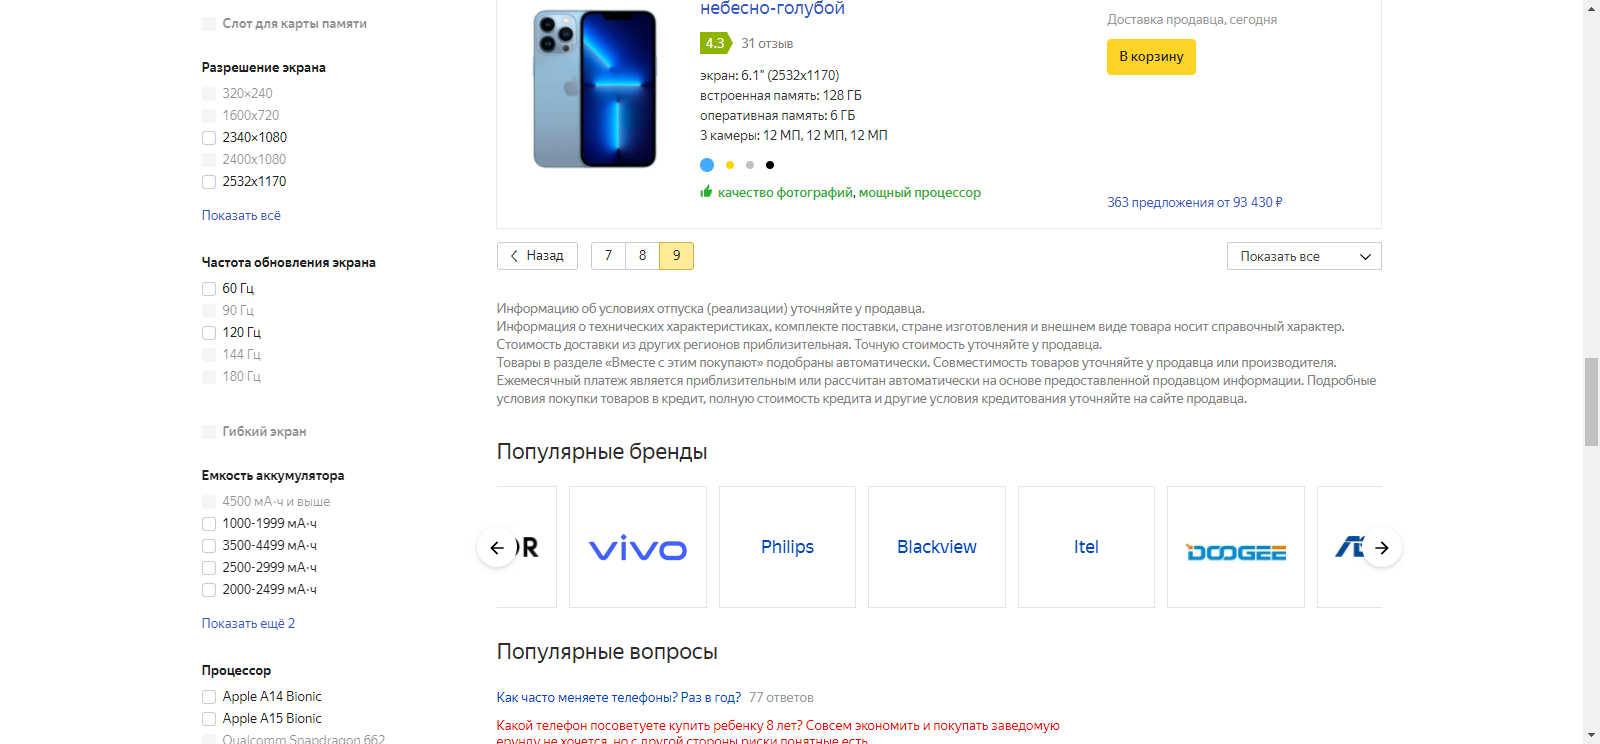 Слот для карты памяти
Разрешение экрана
320×240
1600x720
2340×1080
2400x1080
2532x1170
Показать всё
Частота обновления экрана
60 Гц
90 Гц
120 Гц
144 Гц
180 Гц
Гибкий экран
Емкость аккумулятора
4500 мА·ч и выше
1000-1999 мА·ч
3500-4499 мА·ч
2500-2999 мА·ч
2000-2499 мА·ч
Показать ещё 2
Процессор
Apple A14 Bionic
Apple A15 Bionic
Qualcomm Snapdragon 662
небесно-голубой
4.3 31 отзыв
экран: 6.1" (2532x1170)
встроенная память: 128 ГБ
оперативная память: 6 ГБ
3 камеры: 12 МП, 12 МП, 12 МП
качество фотографий, мощный процессор
Доставка продавца, сегодня
В корзину
363 предложения от 93 430 ₽
Назад 7 8 9
Показать все
Информацию об условиях отпуска (реализации) уточняйте у продавца.
Информация о технических характеристиках, комплекте поставки, стране изготовления и внешнем виде товара носит справочный характер.
Стоимость доставки из других регионов приблизительная. Точную стоимость уточняйте у продавца.
Товары в разделе «Вместе с этим покупают» подобраны автоматически. Совместимость товаров уточняйте у продавца или производителя.
Ежемесячный платеж является приблизительным или рассчитан автоматически на основе предоставленной продавцом информации. Подробные
условия покупки товаров в кредит, полную стоимость кредита и другие условия кредитования уточняйте на сайте продавца.
Популярные бренды
OR vivo Philips Blackview Itel DOOGEE
Популярные вопросы
Как часто меняете телефоны? Раз в год? 77 ответов
Какой телефон посоветуете купить ребенку 8 лет? Совсем экономить и покупать заведомую
ерунду не хочется, но с другой стороны риски понятные есть